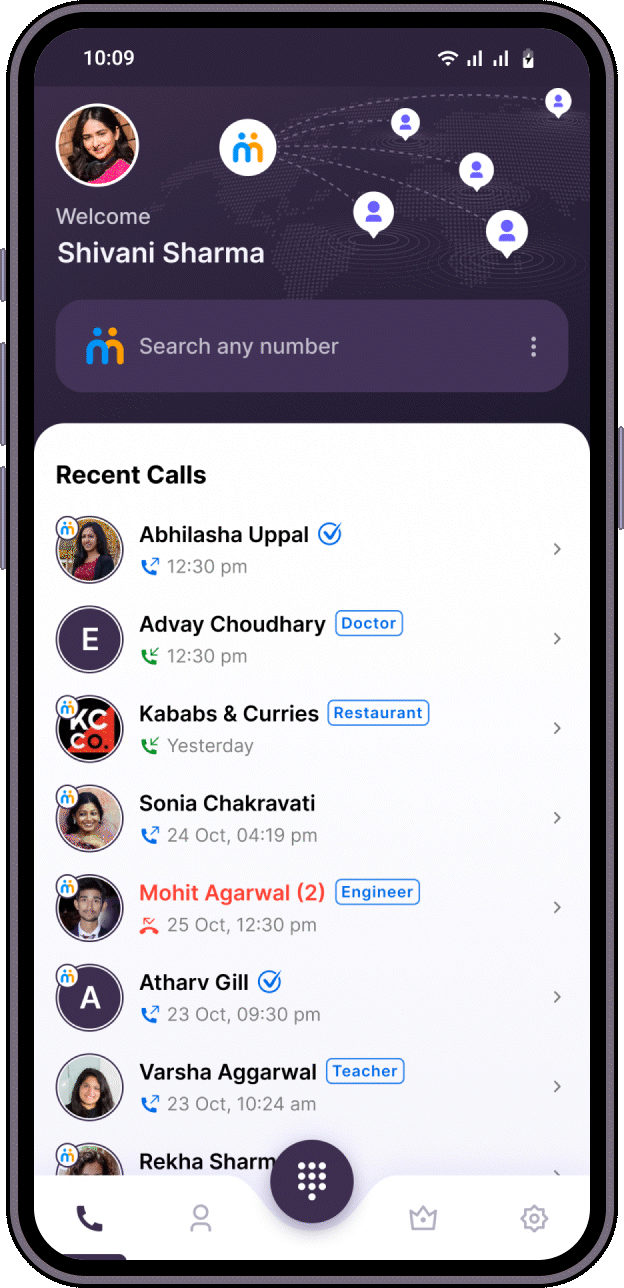 10:09
Welcome
Shivani Sharma
Search any number
Recent Calls
Abhilasha Uppal
12:30 pm
E
Advay Choudhary Doctor
12:30 pm
KC
CO.
Kababs & Curries Restaurant
Yesterday
Sonia Chakravati
24 Oct, 04:19 pm
Mohit Agarwal (2) Engineer
25 Oct, 12:30 pm
A
Atharv Gill
23 Oct, 09:30 pm
Varsha Aggarwal Teacher
23 Oct, 10:24 am
Rekha Sharm